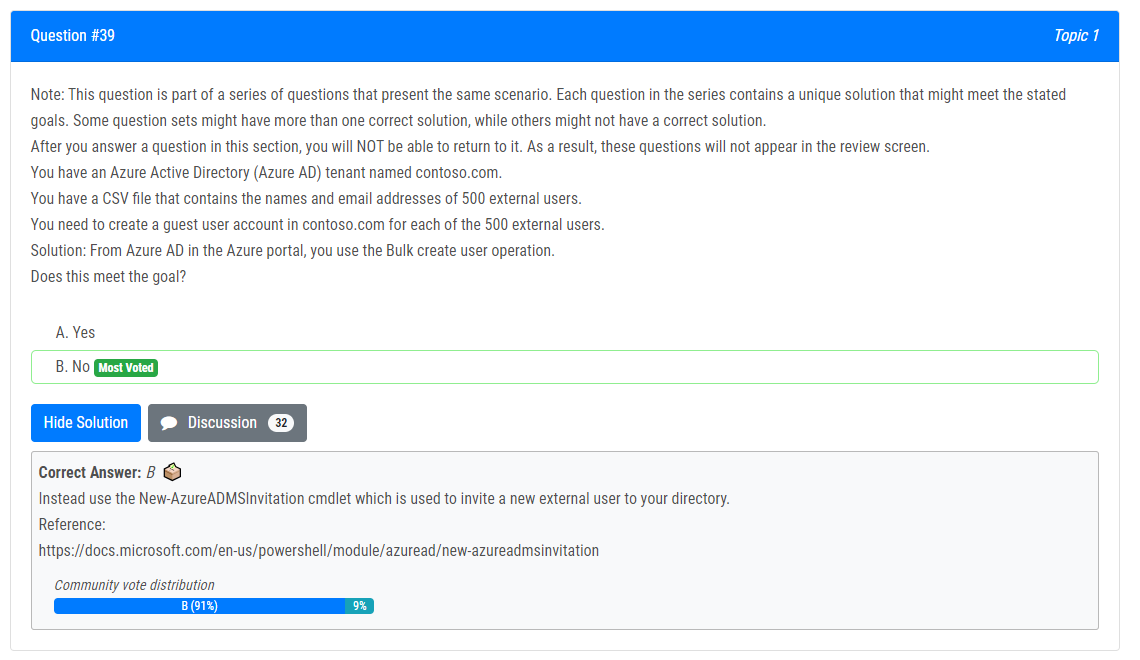 Question #39
Topic 1
Note: This question is part of a series of questions that present the same scenario. Each question in the series contains a unique solution that might meet the stated
goals. Some question sets might have more than one correct solution, while others might not have a correct solution.
After you answer a question in this section, you will NOT be able to return to it. As a result, these questions will not appear in the review screen.
You have an Azure Active Directory (Azure AD) tenant named contoso.com.
You have a CSV file that contains the names and email addresses of 500 external users.
You need to create a guest user account in contoso.com for each of the 500 external users.
Solution: From Azure AD in the Azure portal, you use the Bulk create user operation.
Does this meet the goal?
A. Yes
B. No Most Voted
Hide Solution
Discussion 32
Correct Answer: B
Instead use the New-AzureADMSInvitation cmdlet which is used to invite a new external user to your directory.
Reference:
https://docs.microsoft.com/en-us/powershell/module/azuread/new-azureadmsinvitation
Community vote distribution
B (91%) 9%